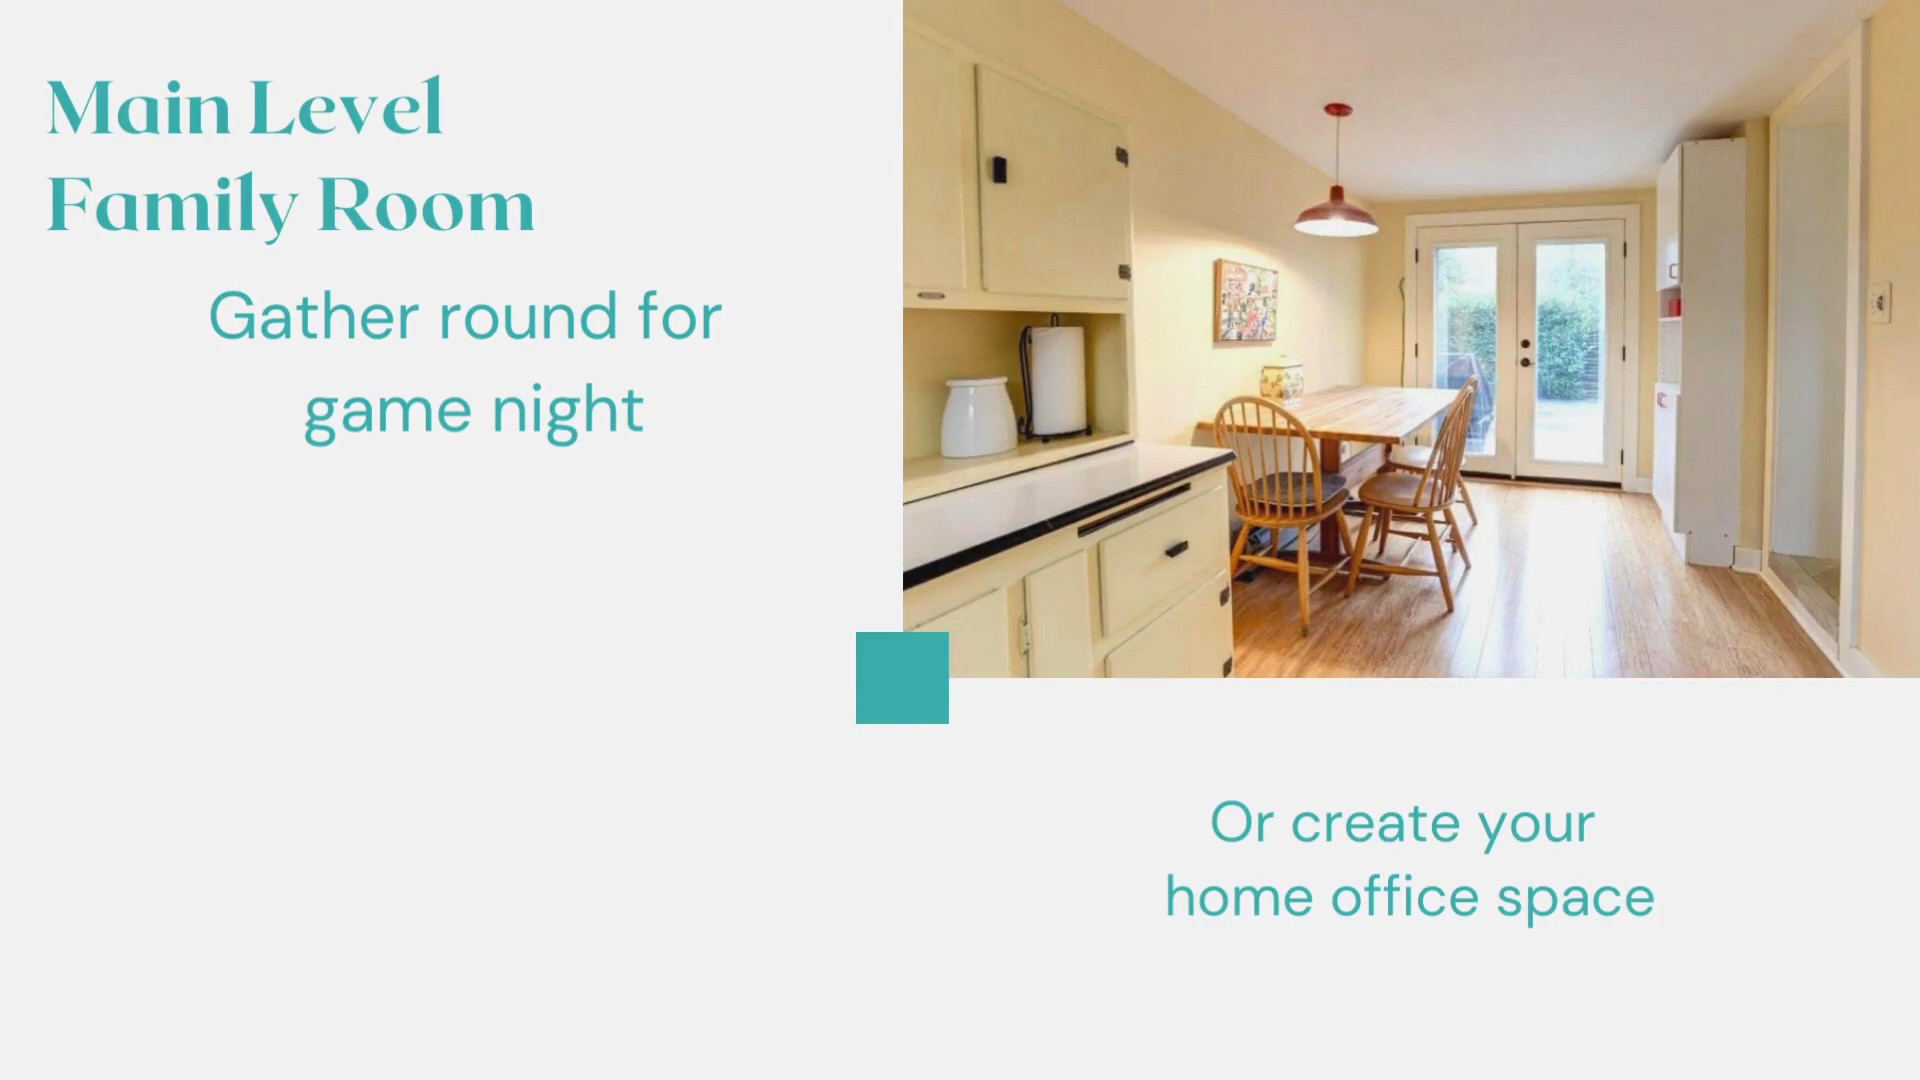 Main Level
Family Room
Gather round for
game night
Or create your
home office space